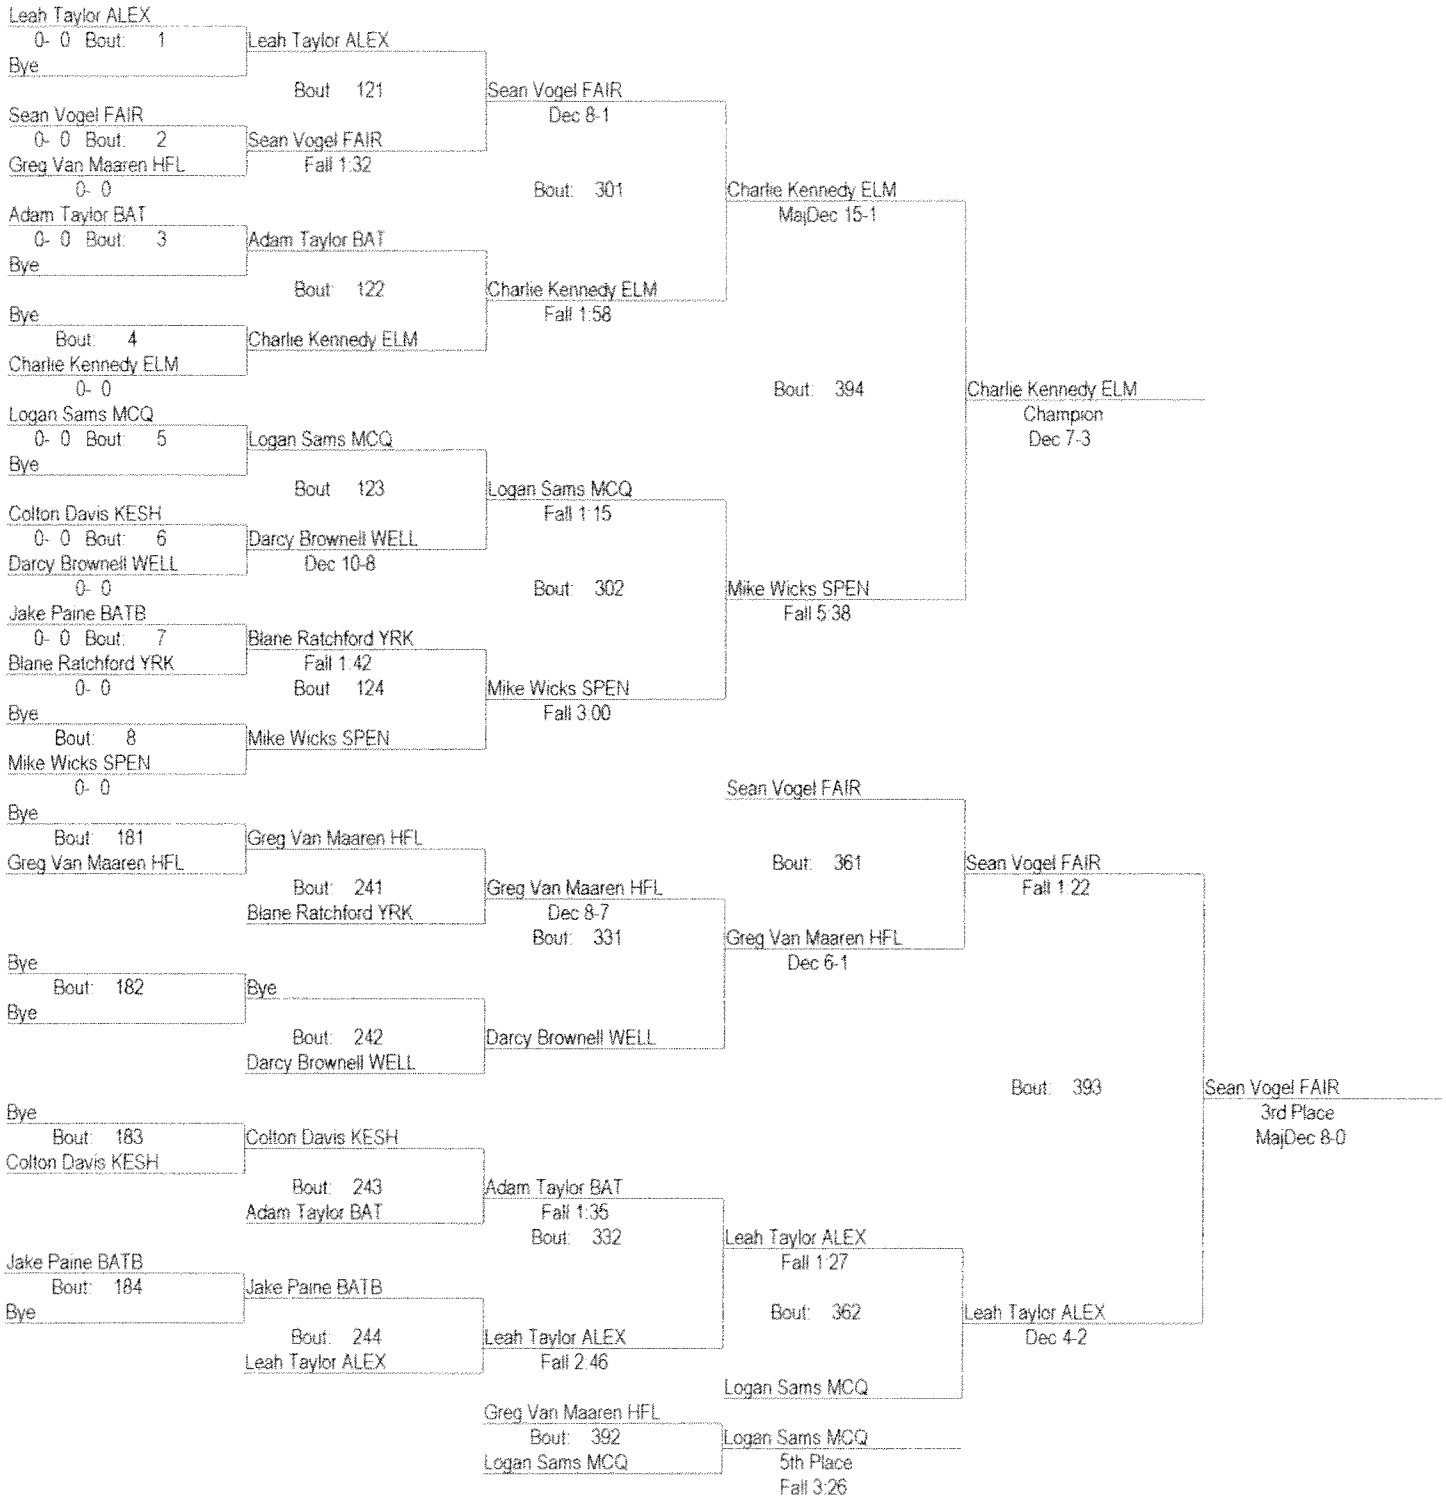 Leah Taylor ALEX
0- 0 Bout: 1
Leah Taylor ALEX
Bye
Bout 121
Sean Vogel FAIR
Dec 8-1
Sean Vogel FAIR
0- 0 Bout: 2
Sean Vogel FAIR
Greg Van Maaren HFL
Fall 1:32
0- 0
Bout: 301
Charlie Kennedy ELM
MajDec 15-1
Adam Taylor BAT
0- 0 Bout: 3
Adam Taylor BAT
Bye
Bout 122
Charlie Kennedy ELM
Fall 1:58
Bye
Bout: 4
Charlie Kennedy ELM
Charlie Kennedy ELM
0- 0
Bout: 394
Charlie Kennedy ELM
Champion
Dec 7-3
Logan Sams MCQ
0- 0 Bout: 5
Logan Sams MCQ
Bye
Bout 123
Logan Sams MCQ
Fall 1:15
Colton Davis KESH
0- 0 Bout: 6
Darcy Brownell WELL
Darcy Brownell WELL
Dec 10-8
0- 0
Bout: 302
Mike Wicks SPEN
Fall 5:38
Jake Paine BATB
0- 0 Bout: 7
Blane Ratchford YRK
Blane Ratchford YRK
Fall 1:42
0- 0
Bout 124
Mike Wicks SPEN
Fall 3:00
Bye
Bout: 8
Mike Wicks SPEN
Mike Wicks SPEN
0- 0
Sean Vogel FAIR
Bye
Bout: 181
Greg Van Maaren HFL
Greg Van Maaren HFL
Bout: 361
Sean Vogel FAIR
Fall 1:22
Bout: 241
Greg Van Maaren HFL
Blane Ratchford YRK
Dec 8-7
Bout: 331
Greg Van Maaren HFL
Dec 6-1
Bye
Bout: 182
Bye
Bye
Bout: 242
Darcy Brownell WELL
Darcy Brownell WELL
Bout: 393
Sean Vogel FAIR
3rd Place
MajDec 8-0
Bye
Bout: 183
Colton Davis KESH
Colton Davis KESH
Bout: 243
Adam Taylor BAT
Adam Taylor BAT
Fall 1:35
Bout: 332
Leah Taylor ALEX
Fall 1:27
Jake Paine BATB
Bout: 184
Jake Paine BATB
Bye
Bout: 362
Leah Taylor ALEX
Dec 4-2
Bout: 244
Leah Taylor ALEX
Leah Taylor ALEX
Fall 2:46
Logan Sams MCQ
Greg Van Maaren HFL
Bout: 392
Logan Sams MCQ
Logan Sams MCQ
5th Place
Fall 3:26